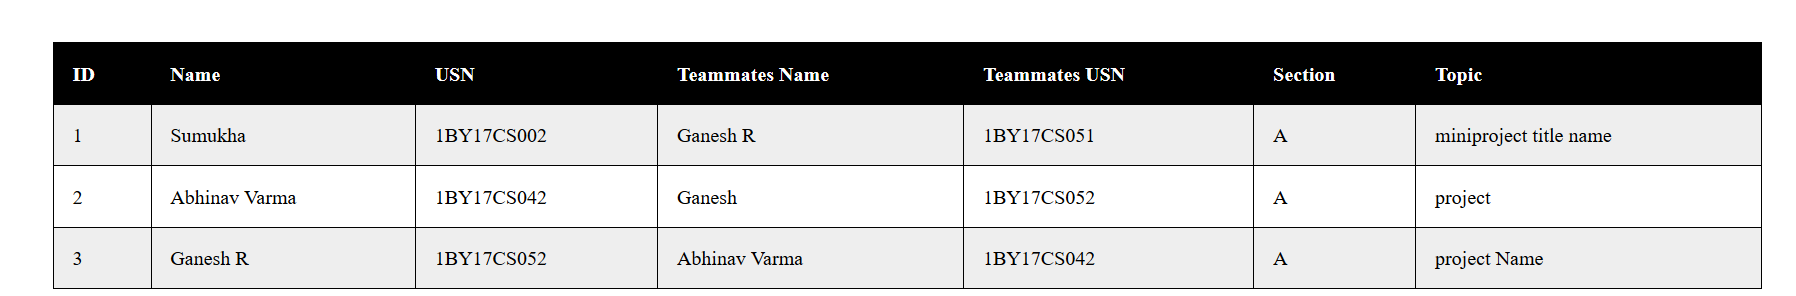 ID Name USN Teammates Name Teammates USN Section Topic
1 Sumukha 1BY17CS002 Ganesh R 1BY17CS051 A miniproject title name
2 Abhinav Varma 1BY17CS042 Ganesh 1BY17CS052 A project
3 Ganesh R 1BY17CS052 Abhinav Varma 1BY17CS042 A project Name